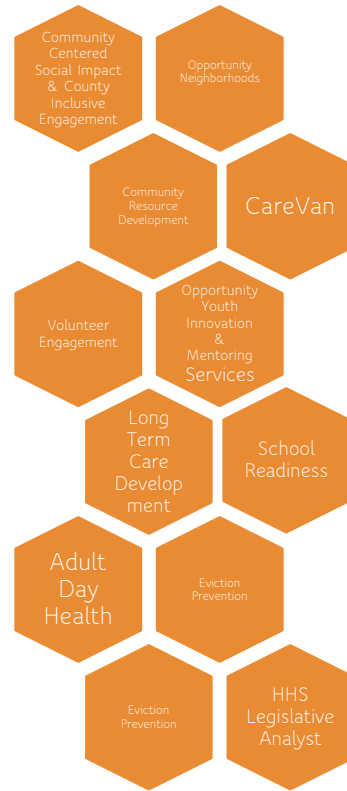 Community
Centered
Social Impact
& County
Inclusive
Engagement
Opportunity
Neighborhoods
Community
Resource
Development
CareVan
Volunteer
Engagement
Opportunity
Youth
Innovation
&
Mentoring
Services
Long
Term
Care
Develop
ment
School
Readiness
Adult
Day
Health
Eviction
Prevention
Eviction
Prevention
HHS
Legislative
Analyst